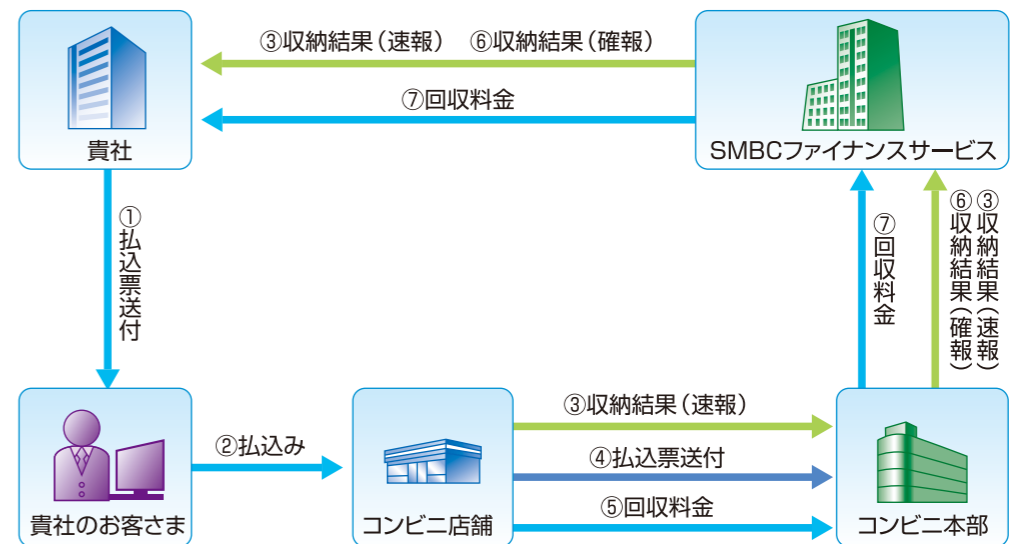 ③収納結果（速報） ⑥収納結果（確報）
⑦回収料金
貴社
SMBCファイナンスサービス
①払込票送付
⑦回収料金
⑥収納結果（確報）
③収納結果（速報）
③収納結果（速報）
②払込み
④払込票送付
⑤回収料金
貴社のお客さま
コンビニ店舗
コンビニ本部